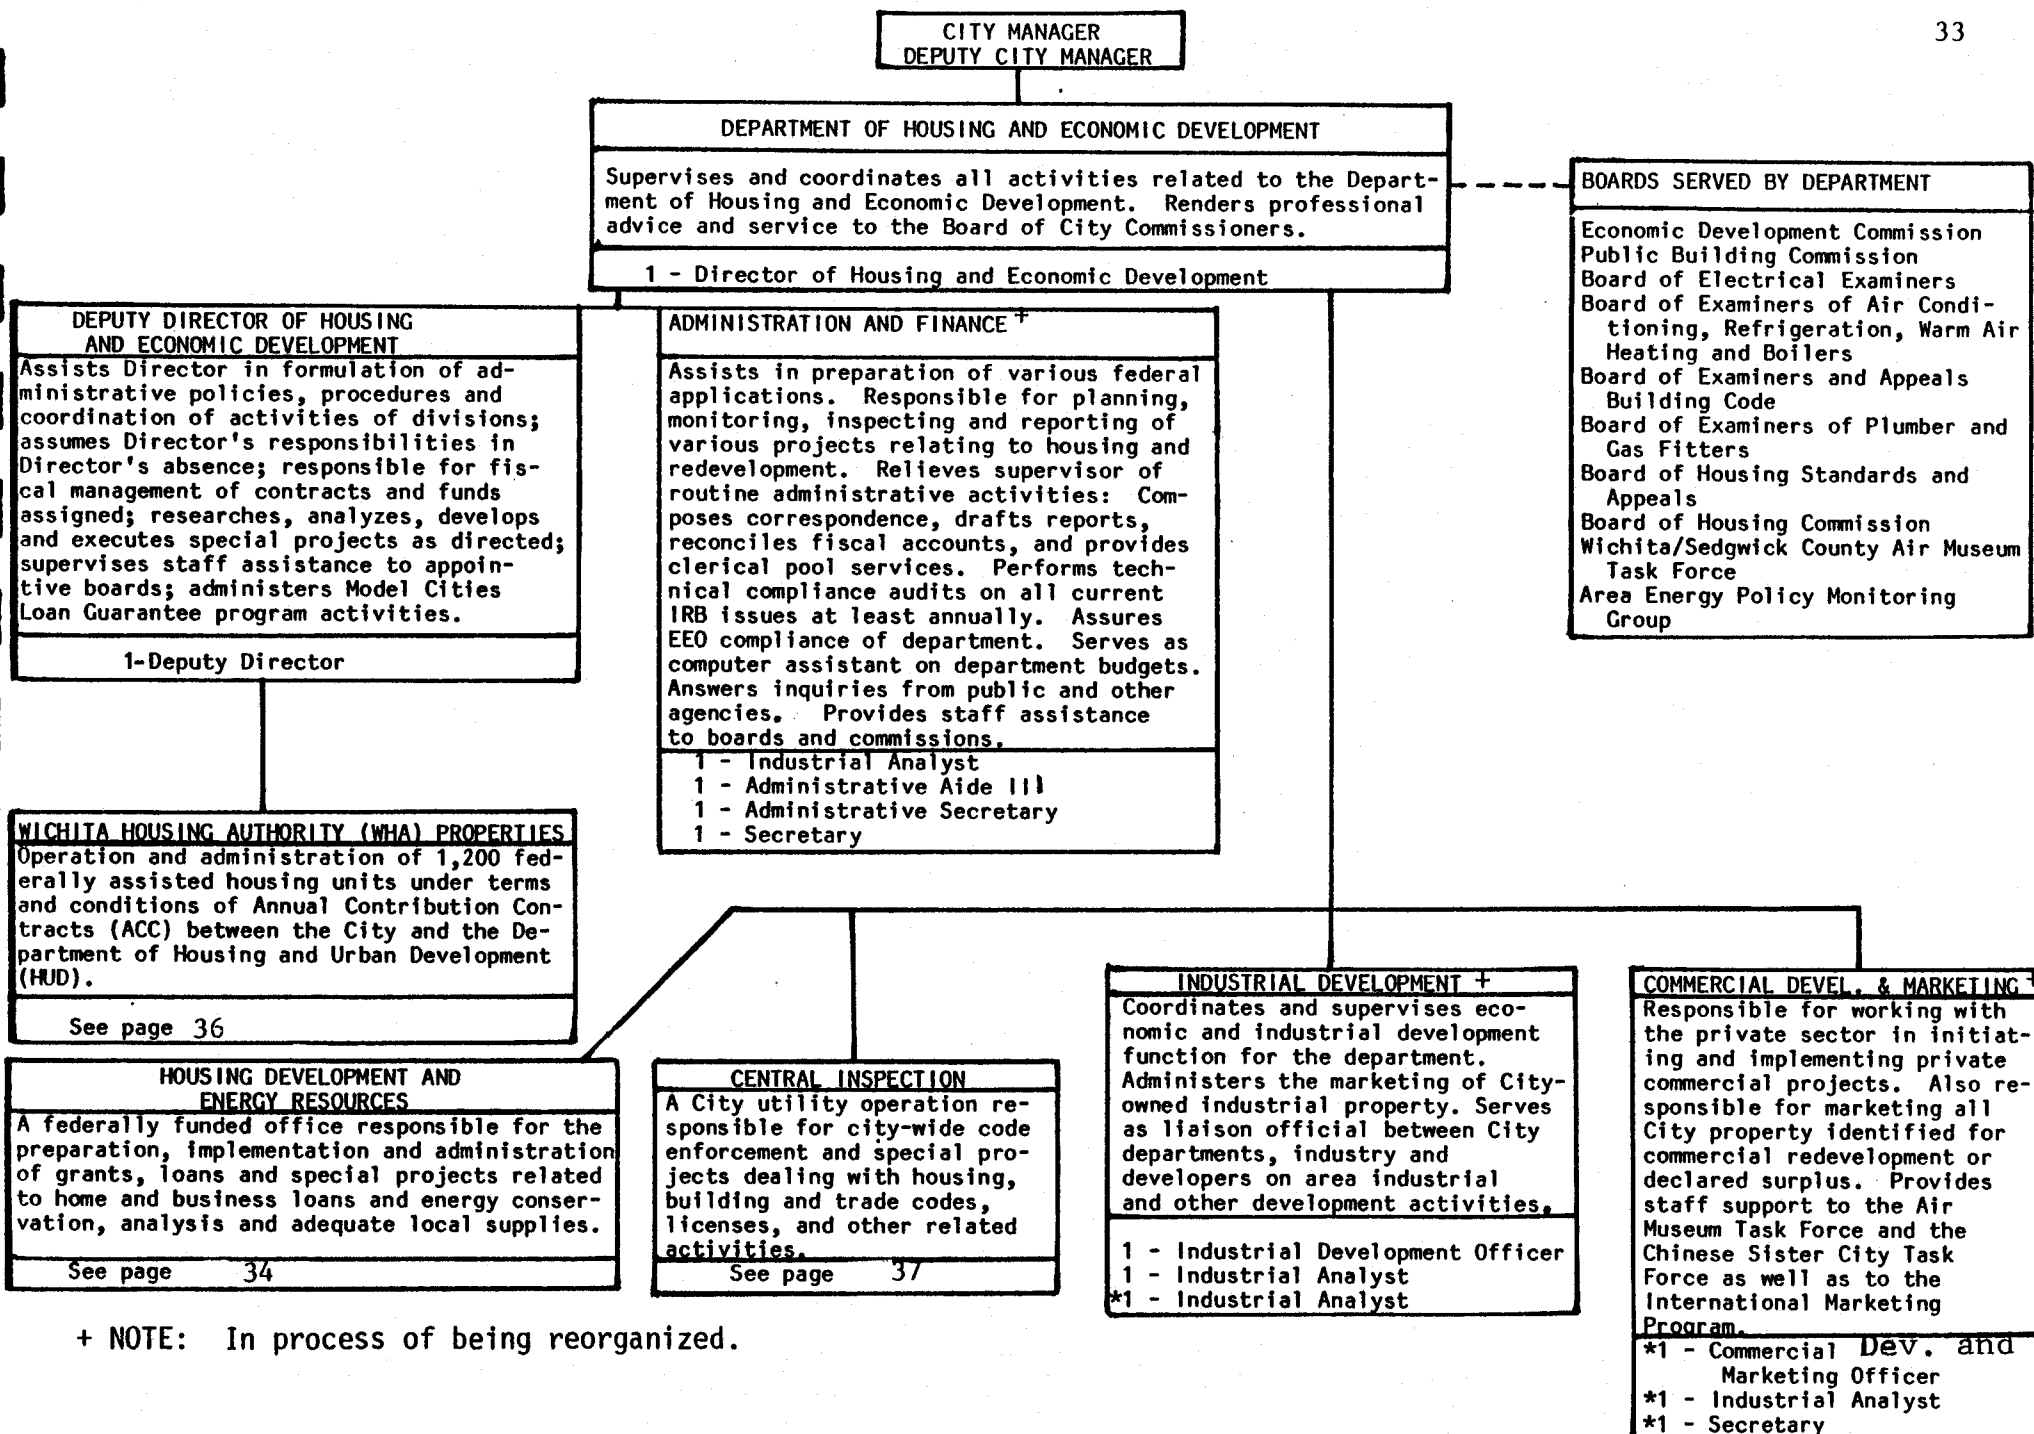 33
CITY MANAGER
DEPUTY CITY MANAGER
DEPARTMENT OF HOUSING AND ECONOMIC DEVELOPMENT
Supervises and coordinates all activities related to the Depart-
ment of Housing and Economic Development. Renders professional
advice and service to the Board of City Commissioners.
1 - Director of Housing and Economic Development
BOARDS SERVED BY DEPARTMENT
Economic Development Commission
Public Building Commission
Board of Electrical Examiners
Board of Examiners of Air Condi-
tioning, Refrigeration, Warm Air
Heating and Boilers
Board of Examiners and Appeals
Building Code
Board of Examiners of Plumber and
Gas Fitters
Board of Housing Standards and
Appeals
Board of Housing Commission
Wichita/Sedgwick County Air Museum
Task Force
Area Energy Policy Monitoring
Group
DEPUTY DIRECTOR OF HOUSING
AND ECONOMIC DEVELOPMENT
Assists Director in formulation of ad-
ministrative policies, procedures and
coordination of activities of divisions;
assumes Director's responsibilities in
Director's absence; responsible for fis-
cal management of contracts and funds
assigned; researches, analyzes, develops
and executes special projects as directed;
supervises staff assistance to appoin-
tive boards; administers Model Cities
Loan Guarantee program activities.
1-Deputy Director
ADMINISTRATION AND FINANCE +
Assists in preparation of various federal
applications. Responsible for planning,
monitoring, inspecting and reporting of
various projects relating to housing and
redevelopment. Relieves supervisor of
routine administrative activities: Com-
poses correspondence, drafts reports,
reconciles fiscal accounts, and provides
clerical pool services. Performs tech-
nical compliance audits on all current
IRB issues at least annually. Assures
EEO compliance of department. Serves as
computer assistant on department budgets.
Answers inquiries from public and other
agencies. Provides staff assistance
to boards and commissions.
1 - Industrial Analyst
1 - Administrative Aide III
1 - Administrative Secretary
1 - Secretary
WICHITA HOUSING AUTHORITY (WHA) PROPERTIES
Operation and administration of 1,200 fed-
erally assisted housing units under terms
and conditions of Annual Contribution Con-
tracts (ACC) between the City and the De-
partment of Housing and Urban Development
(HUD).
See page 36
HOUSING DEVELOPMENT AND
ENERGY RESOURCES
A federally funded office responsible for the
preparation, implementation and administration
of grants, loans and special projects related
to home and business loans and energy conser-
vation, analysis and adequate local supplies.
See page 34
CENTRAL INSPECTION
A City utility operation re-
sponsible for city-wide code
enforcement and special pro-
jects dealing with housing,
building and trade codes,
licenses, and other related
activities.
See page 37
INDUSTRIAL DEVELOPMENT +
Coordinates and supervises eco-
nomic and industrial development
function for the department.
Administers the marketing of City-
owned industrial property. Serves
as liaison official between City
departments, industry and
developers on area industrial
and other development activities.
1 - Industrial Development Officer
1 - Industrial Analyst
*1 - Industrial Analyst
COMMERCIAL DEVEL. & MARKETING +
Responsible for working with
the private sector in initiat-
ing and implementing private
commercial projects. Also re-
sponsible for marketing all
City property identified for
commercial redevelopment or
declared surplus. Provides
staff support to the Air
Museum Task Force and the
Chinese Sister City Task
Force as well as to the
International Marketing
Program.
*1 - Commercial Dev. and
Marketing Officer
*1 - Industrial Analyst
*1 - Secretary
+ NOTE: In process of being reorganized.